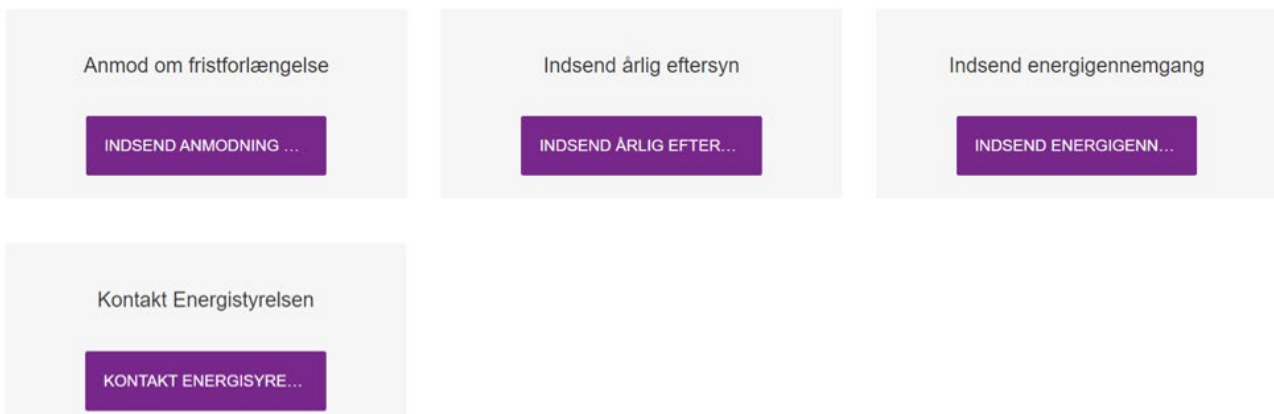 Anmod om fristforlængelse
INDSEND ANMODNING ...
Indsend årlig eftersyn
INDSEND ÅRLIG EFTER...
Indsend energigennemgang
INDSEND ENERGIGENN...
Kontakt Energistyrelsen
KONTAKT ENERGISYRE...